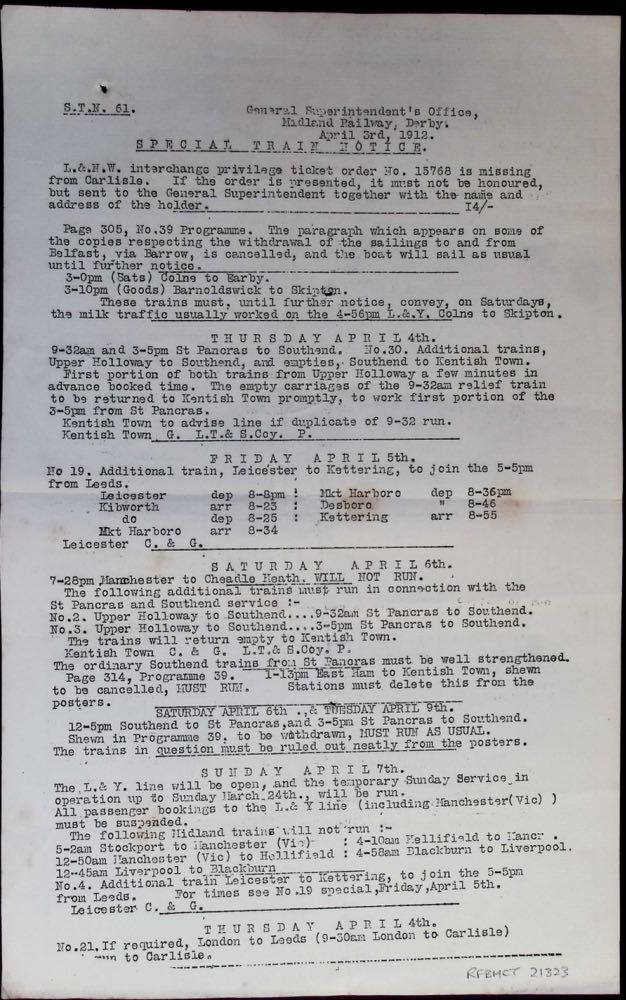 S.T.N. 61.
General Superintendent's Office,
Midland Railway, Derby.
April 3rd, 1912.
SPECIAL TRAIN NOTICE.
L.&.N.W. interchange privilege ticket order No. 15768 is missing
from Carlisle. If the order is presented, it must not be honoured,
but sent to the General Superintendent together with the name and
address of the holder. 14/-
Page 305, No.39 Programme. The paragraph which appears on some of
the copies respecting the withdrawal of the sailings to and from
Belfast, via Barrow, is cancelled, and the boat will sail as usual
until further notice.
3-0pm (Sats) Colne to Earby.
3-10pm (Goods) Barnoldswick to Skipton.
These trains must, until further notice, convey, on Saturdays,
the milk traffic usually worked on the 4-56pm L.&.Y. Colne to Skipton.
THURSDAY APRIL 4th.
9-32am and 3-5pm St Pancras to Southend. No.30. Additional trains,
Upper Holloway to Southend, and empties, Southend to Kentish Town.
First portion of both trains from Upper Holloway a few minutes in
advance booked time. The empty carriages of the 9-32am relief train
to be returned to Kentish Town promptly, to work first portion of the
3-5pm from St Pancras.
Kentish Town to advise line if duplicate of 9-32 run.
Kentish Town G. L.T.& S.Coy. P.
FRIDAY APRIL 5th.
No 19. Additional train, Leicester to Kettering, to join the 5-5pm
from Leeds.
Leicester dep 8-8pm : Mkt Harboro dep 8-36pm
Kibworth arr 8-23 : Desboro " 8-46
do dep 8-25 : Kettering arr 8-55
Mkt Harboro arr 8-34
Leicester C. & G.
SATURDAY APRIL 6th.
7-28pm Manchester to Cheadle Heath. WILL NOT RUN.
The following additional trains must run in connection with the
St Pancras and Southend service :-
No.2. Upper Holloway to Southend....9-32am St Pancras to Southend.
No.3. Upper Holloway to Southend....3-5pm St Pancras to Southend.
The trains will return empty to Kentish Town.
Kentish Town C. & G. L.T.& S.Coy. P.
The ordinary Southend trains from St Pancras must be well strengthened.
Page 314, Programme 39. 1-13pm East Ham to Kentish Town, shewn
to be cancelled, MUST RUN. Stations must delete this from the
posters.
SATURDAY APRIL 6th .,& TUESDAY APRIL 9th.
12-5pm Southend to St Pancras,and 3-5pm St Pancras to Southend.
Shewn in Programme 39, to be withdrawn, MUST RUN AS USUAL.
The trains in question must be ruled out neatly from the posters.
SUNDAY APRIL 7th.
The L.& Y. line will be open, and the temporary Sunday Service in
operation up to Sunday March 24th., will be run.
All passenger bookings to the L.& Y line (including Manchester(Vic) )
must be suspended.
The following Midland trains will not run :-
5-2am Stockport to Manchester (Vic) : 4-10am Hellifield to Mancr .
12-50am Manchester (Vic) to Hellifield : 4-58am Blackburn to Liverpool.
12-45am Liverpool to Blackburn
No.4. Additional train Leicester to Kettering, to join the 5-5pm
from Leeds. For times see No.19 special,Friday,April 5th.
Leicester C. & G.
THURSDAY APRIL 4th.
No.21.If required, London to Leeds (9-30am London to Carlisle)
to Carlisle.
RFBMCT 21323